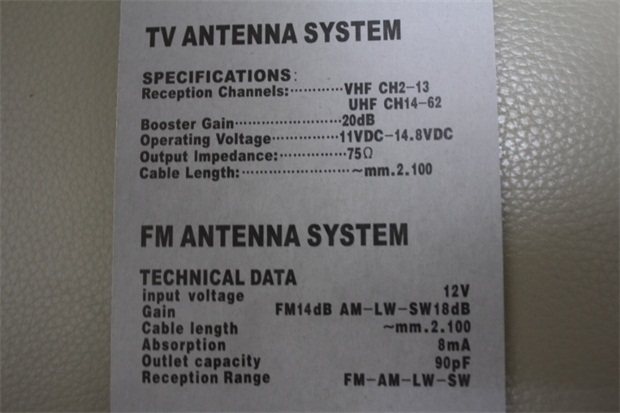 TV ANTENNA SYSTEM
SPECIFICATIONS:
Reception Channels:············VHF CH2-13
UHF CH14-62
Booster Gain························20dB
Operating Voltage···············11VDC-14.8VDC
Output Impedance:···············75Ω
Cable Length:························~mm.2.100
FM ANTENNA SYSTEM
TECHNICAL DATA
input voltage 12V
Gain FM14dB AM-LW-SW18dB
Cable length ~mm.2.100
Absorption 8mA
Outlet capacity 90pF
Reception Range FM-AM-LW-SW